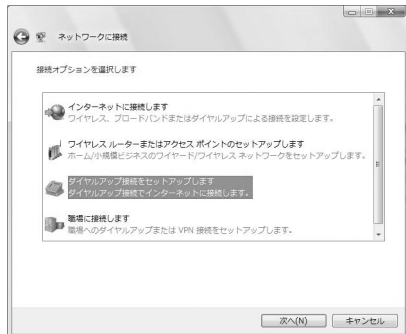 ネットワークに接続
接続オプションを選択します
インターネットに接続します
ワイヤレス、ブロードバンドまたはダイヤルアップによる接続を設定します。
ワイヤレス ルーターまたはアクセス ポイントのセットアップします
ホーム/小規模ビジネスのワイヤード/ワイヤレス ネットワークをセットアップします。
ダイヤルアップ接続をセットアップします
ダイヤルアップ接続でインターネットに接続します。
職場に接続します
職場へのダイヤルアップまたは VPN 接続をセットアップします。
次へ(N)
キャンセル